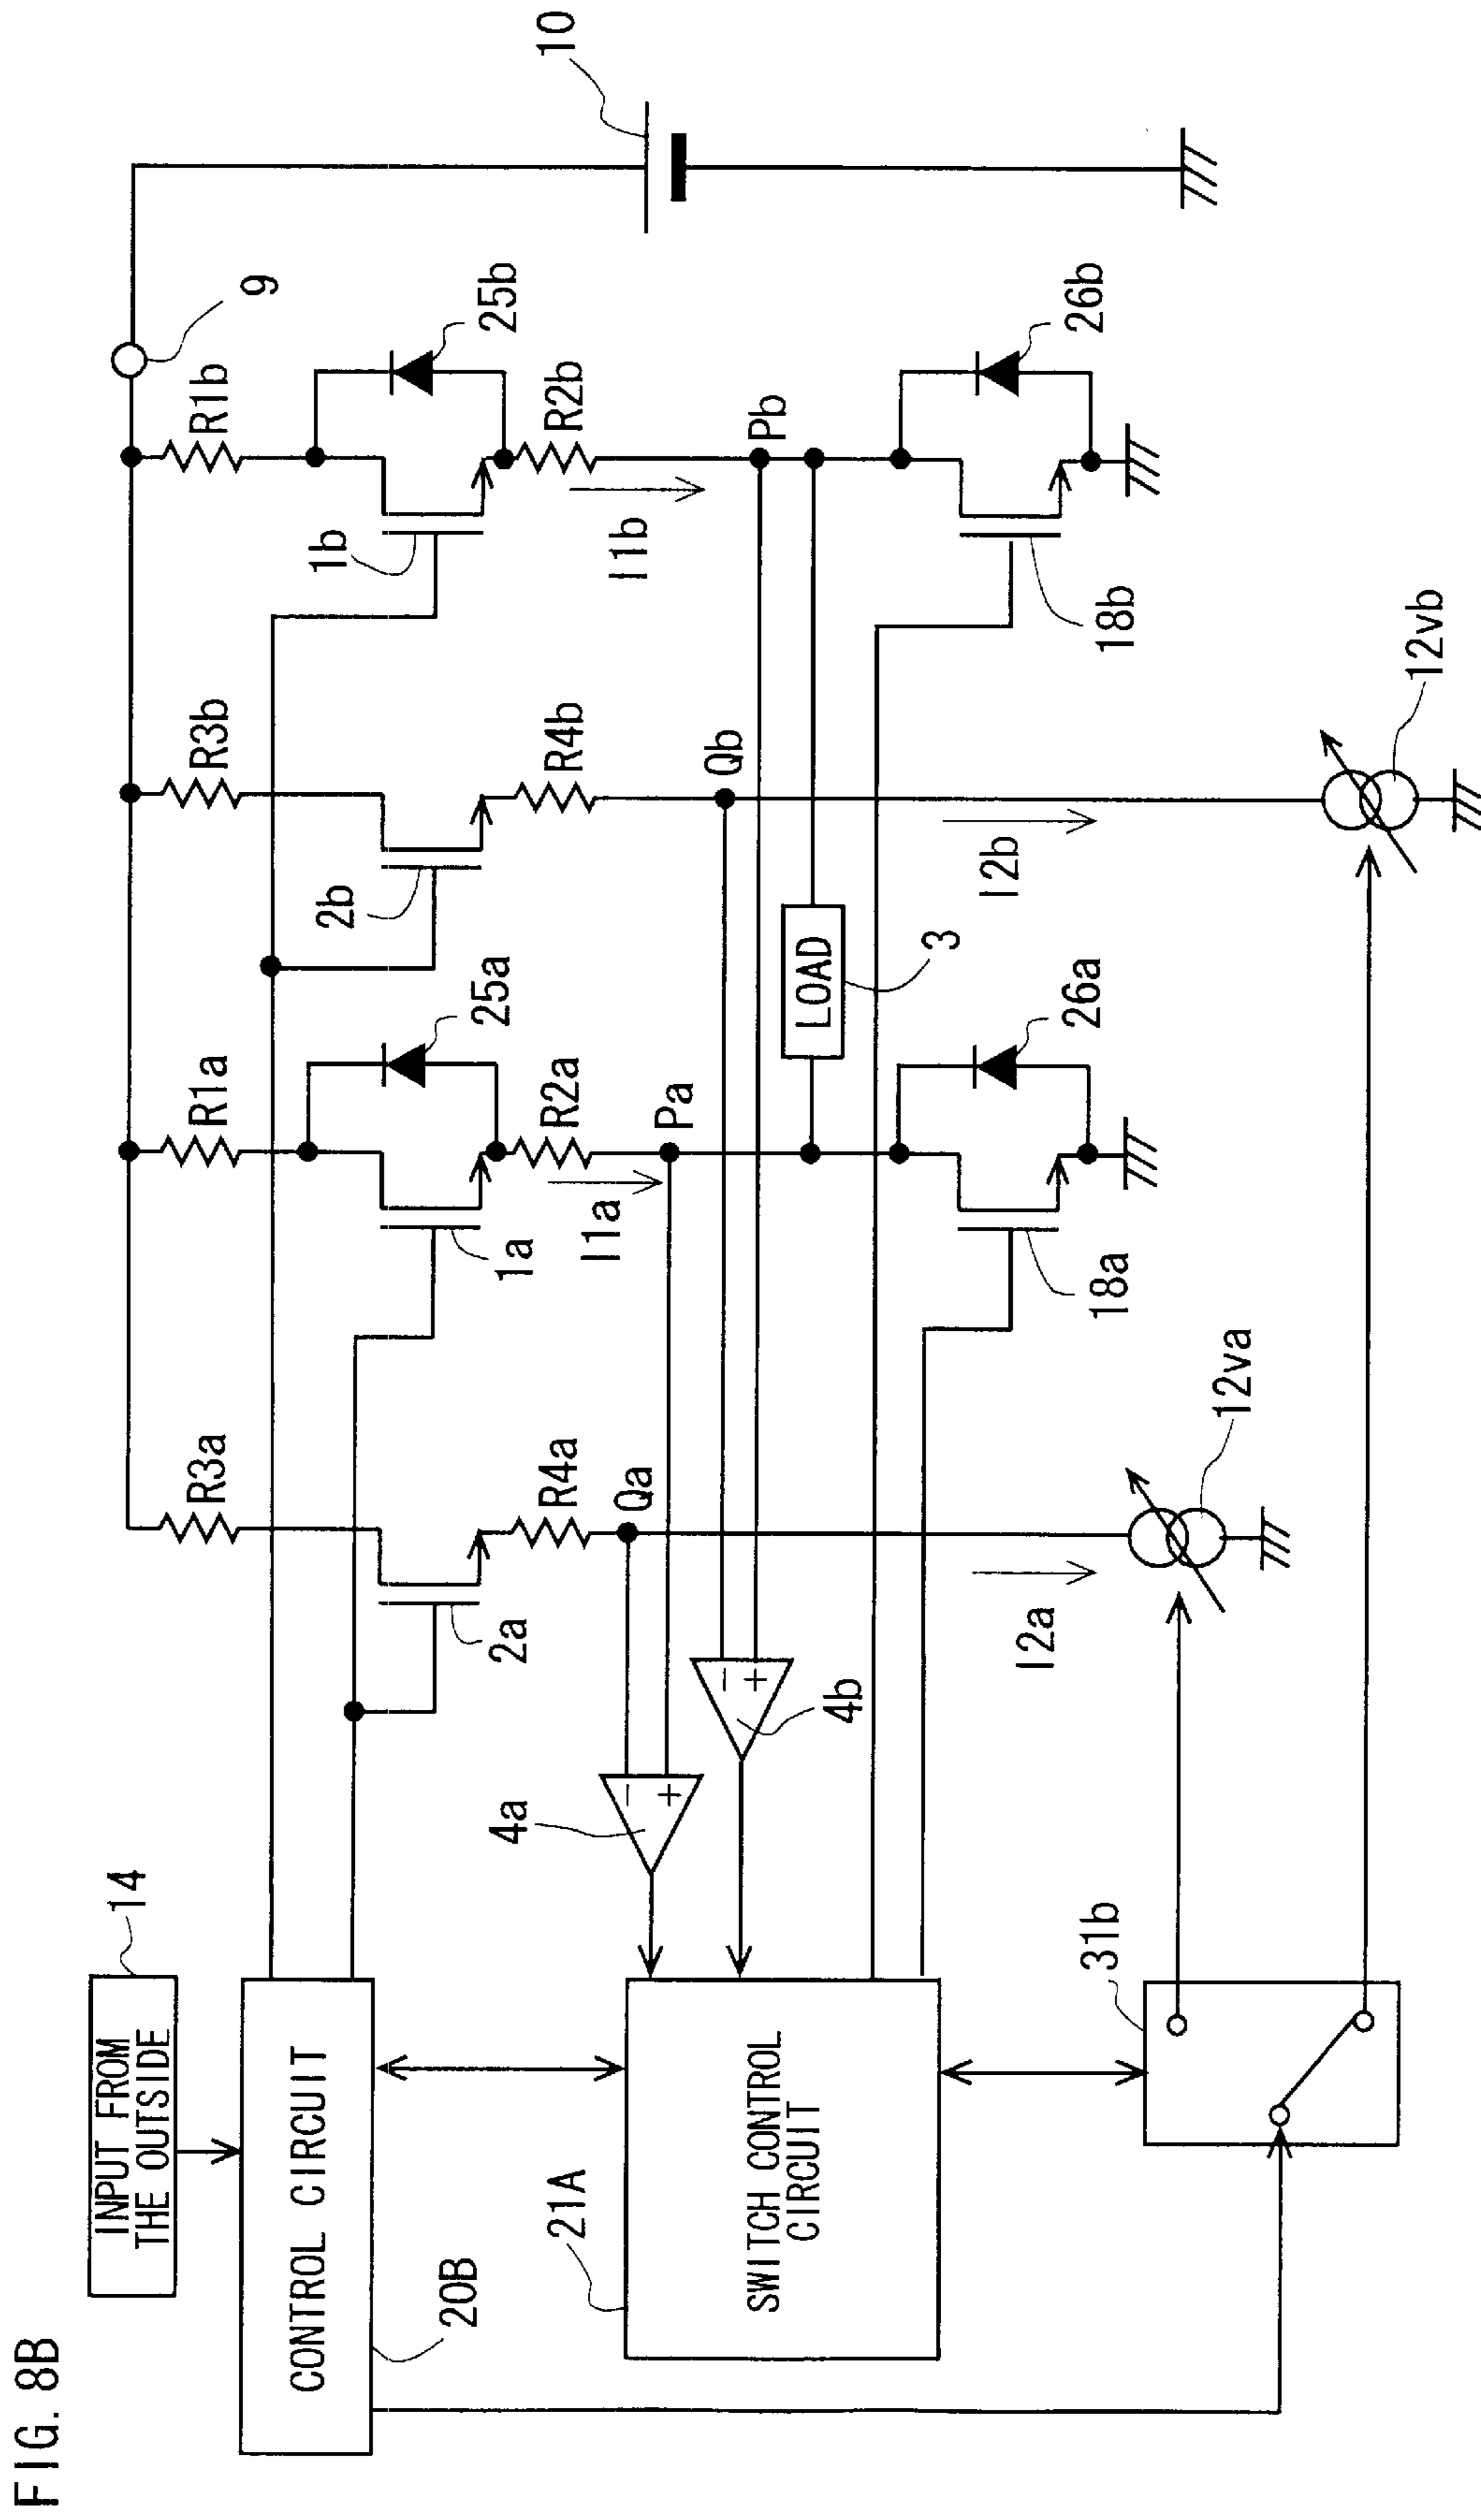 FIG. 8B
INPUT FROM
THE OUTSIDE
14
CONTROL CIRCUIT
20B
R3a
R1a
R3b
R1b
9
10
2a
1a
25a
2b
1b
25b
R4a
R2a
R4b
R2b
I1a
I1b
4a
4b
Qa
Pa
Qb
Pb
21A
SWITCH CONTROL
CIRCUIT
LOAD
3
−
+
−
+
I2a
I2b
18a
26a
18b
26b
31b
12va
12vb